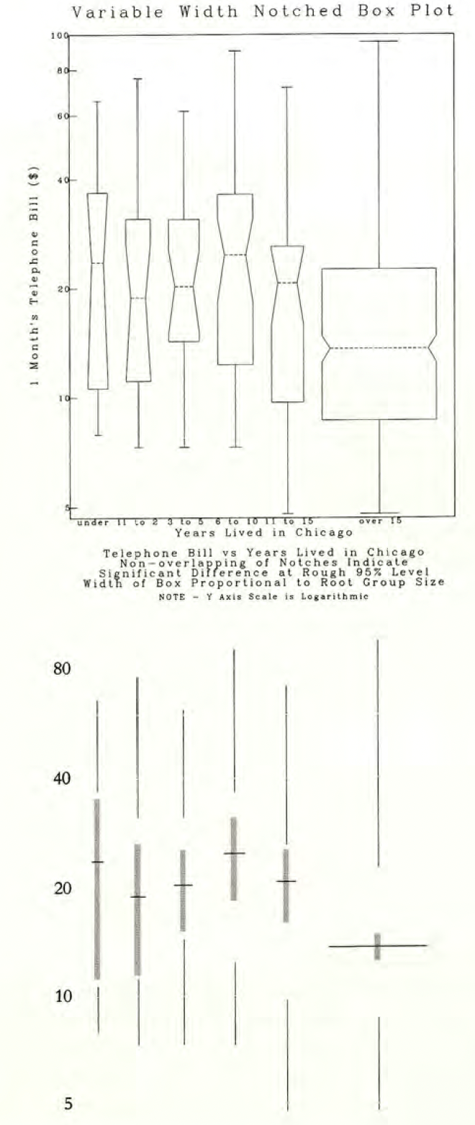 Variable Width Notched Box Plot
100
80
60
40
20
10
5
1 Month's Telephone Bill ($)
under 1 1 to 2 3 to 5 6 to 10 11 to 15 over 15
Years Lived in Chicago
Telephone Bill vs Years Lived in Chicago
Non-overlapping of Notches Indicate
Significant Difference at Rough 95% Level
Width of Box Proportional to Root Group Size
NOTE - Y Axis Scale is Logarithmic
80
40
20
10
5